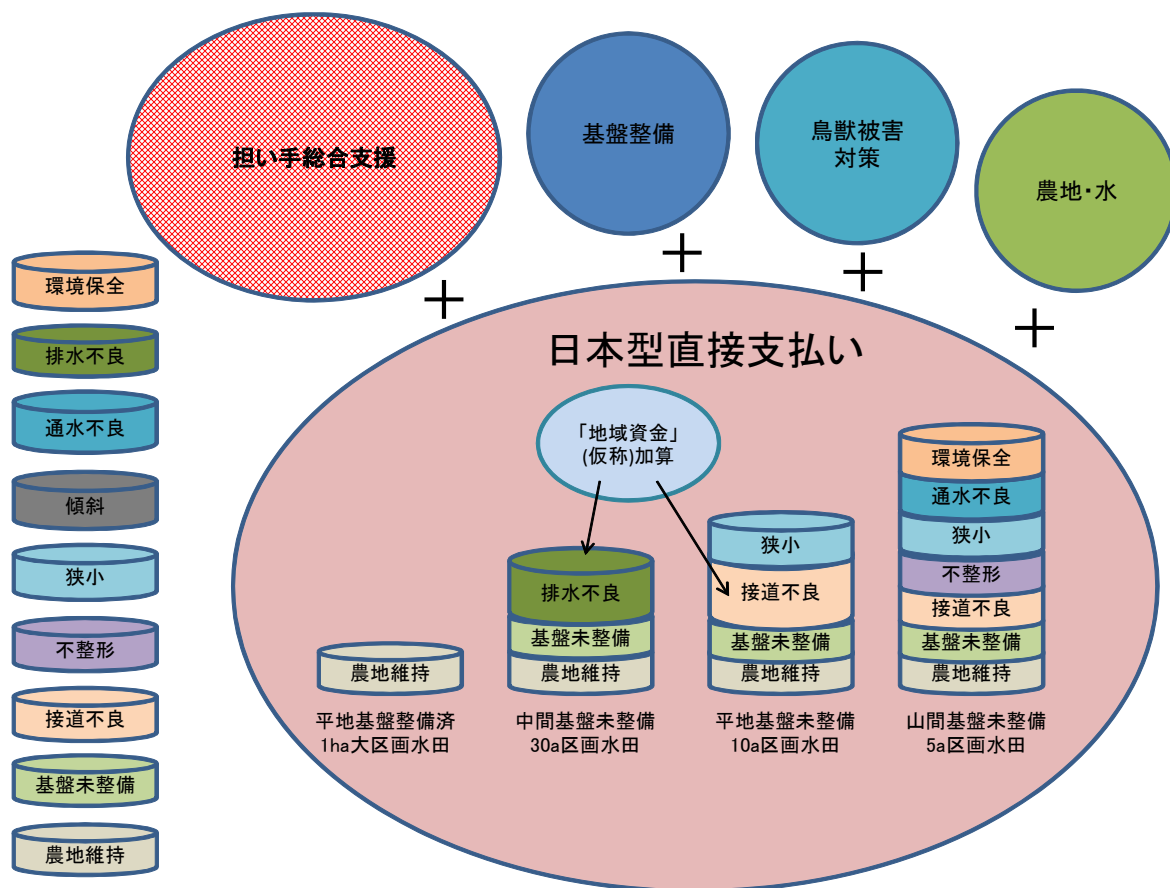 担い手総合支援
基盤整備
鳥獣被害
対策
農地・水
環境保全
排水不良
通水不良
傾斜
狭小
不整形
接道不良
基盤未整備
農地維持
日本型直接支払い
「地域資金」
(仮称)加算
農地維持
平地基盤整備済
1ha大区画水田
排水不良
基盤未整備
農地維持
中間基盤未整備
30a区画水田
狭小
接道不良
基盤未整備
農地維持
平地基盤未整備
10a区画水田
環境保全
通水不良
狭小
不整形
接道不良
基盤未整備
農地維持
山間基盤未整備
5a区画水田